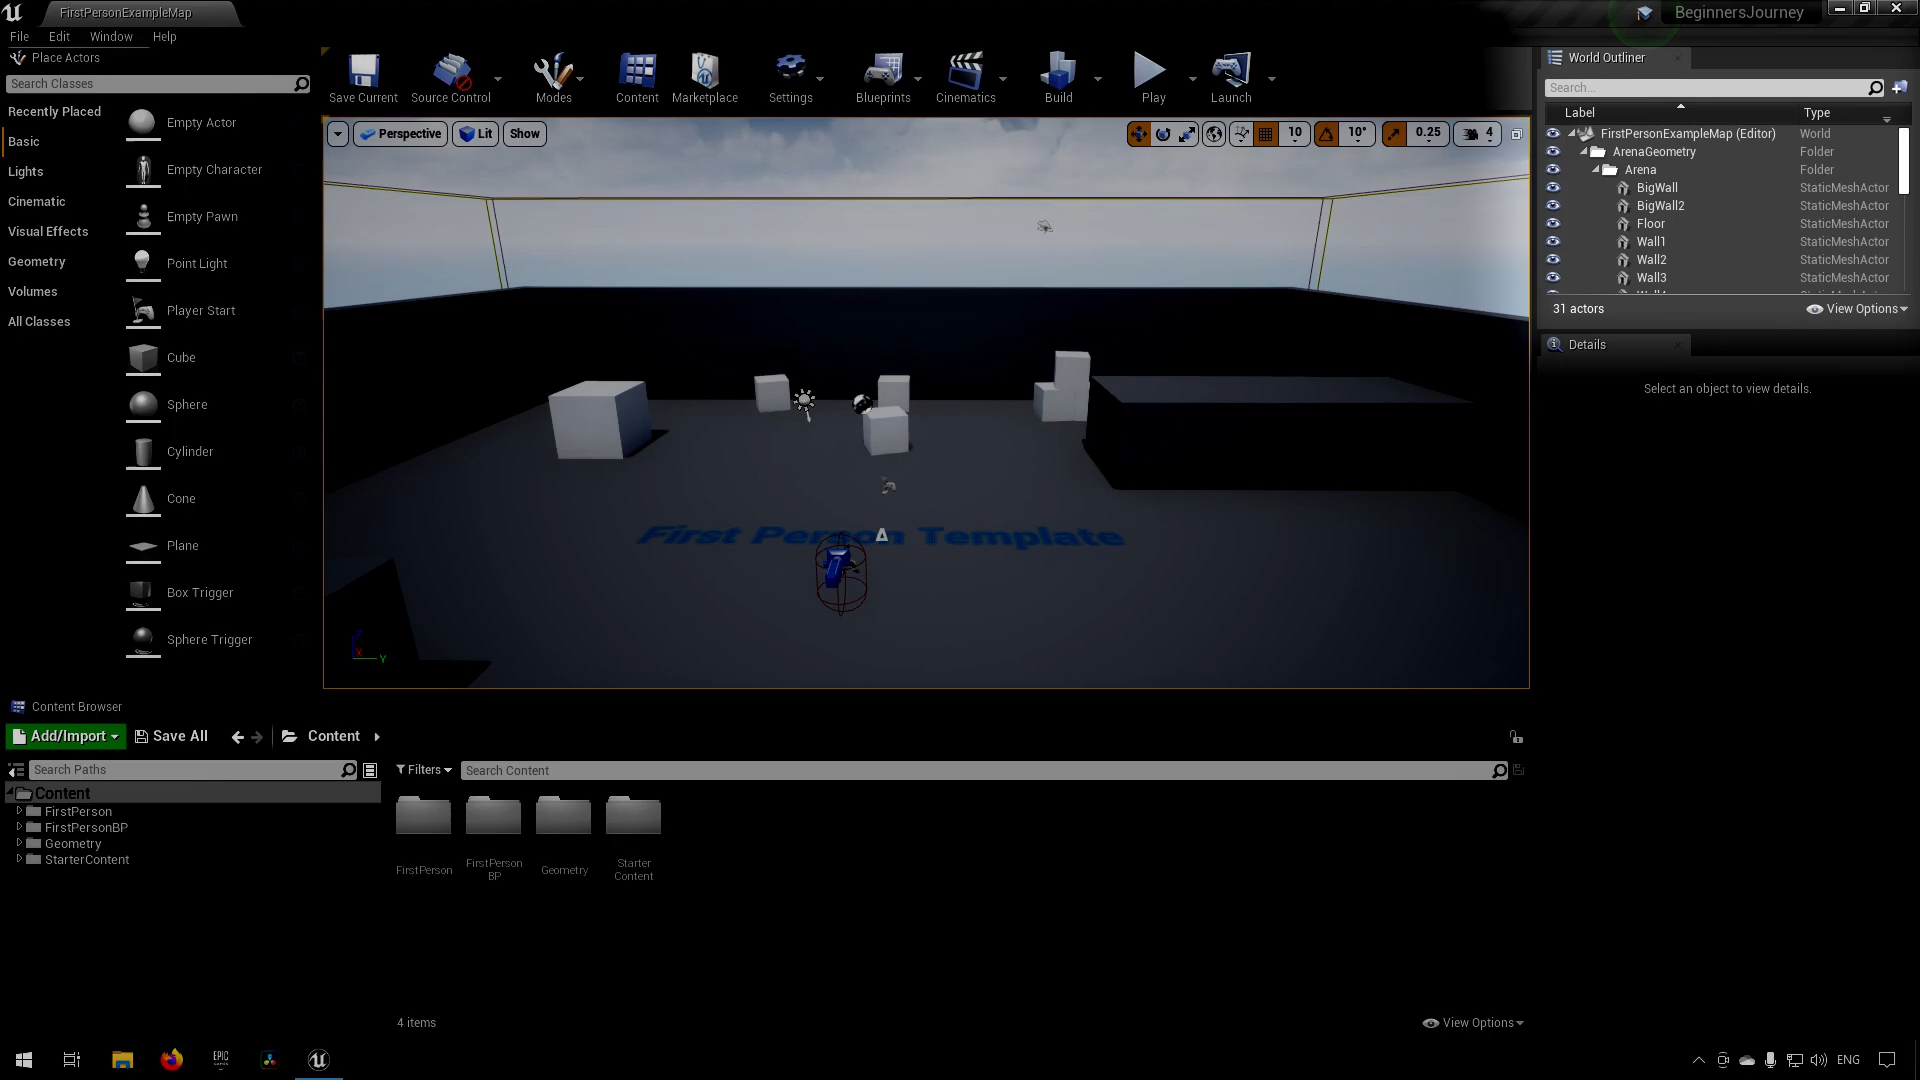 FirstPersonExampleMap
BeginnersJourney
File Edit Window Help
Place Actors
Search Classes
Recently Placed
Basic
Lights
Cinematic
Visual Effects
Geometry
Volumes
All Classes
Empty Actor
Empty Character
Empty Pawn
Point Light
Player Start
Cube
Sphere
Cylinder
Cone
Plane
Box Trigger
Sphere Trigger
Save Current
Source Control
Modes
Content
Marketplace
Settings
Blueprints
Cinematics
Build
Play
Launch
Perspective
Lit
Show
10
10°
0.25
4
First Person Template
Z
X
Y
World Outliner
Search...
Label Type
FirstPersonExampleMap (Editor) World
ArenaGeometry Folder
Arena Folder
BigWall StaticMeshActor
BigWall2 StaticMeshActor
Floor StaticMeshActor
Wall1 StaticMeshActor
Wall2 StaticMeshActor
Wall3 StaticMeshActor
31 actors
View Options
Details
Select an object to view details.
Content Browser
Add/Import
Save All
Content
Search Paths
Filters
Search Content
Content
FirstPerson
FirstPersonBP
Geometry
StarterContent
FirstPerson
FirstPerson
BP
Geometry
Starter
Content
4 items
View Options
EPIC
ENG